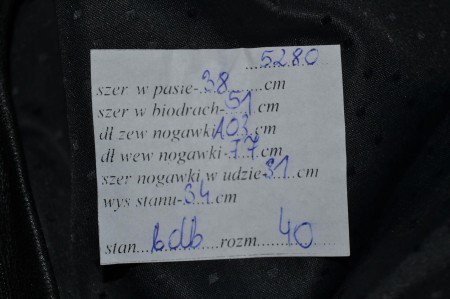 ...5280
szer w pasie-.38......cm
szer w biodrach-51...cm
dł zew nogawki 103.cm
dł wew nogawki-.77..cm
szer nogawki w udzie-31..cm
wys stanu-.34.cm
stan...bdb........rozm....40......